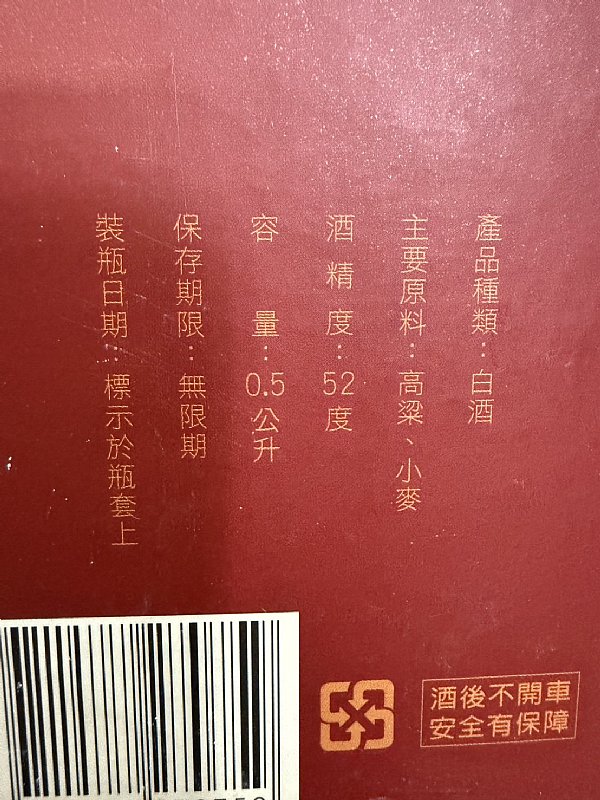 產品種類：白酒
主要原料：高粱、小麥
酒精度：52度
容量：0.5公升
保存期限：無限期
裝瓶日期：標示於瓶套上
酒後不開車
安全有保障